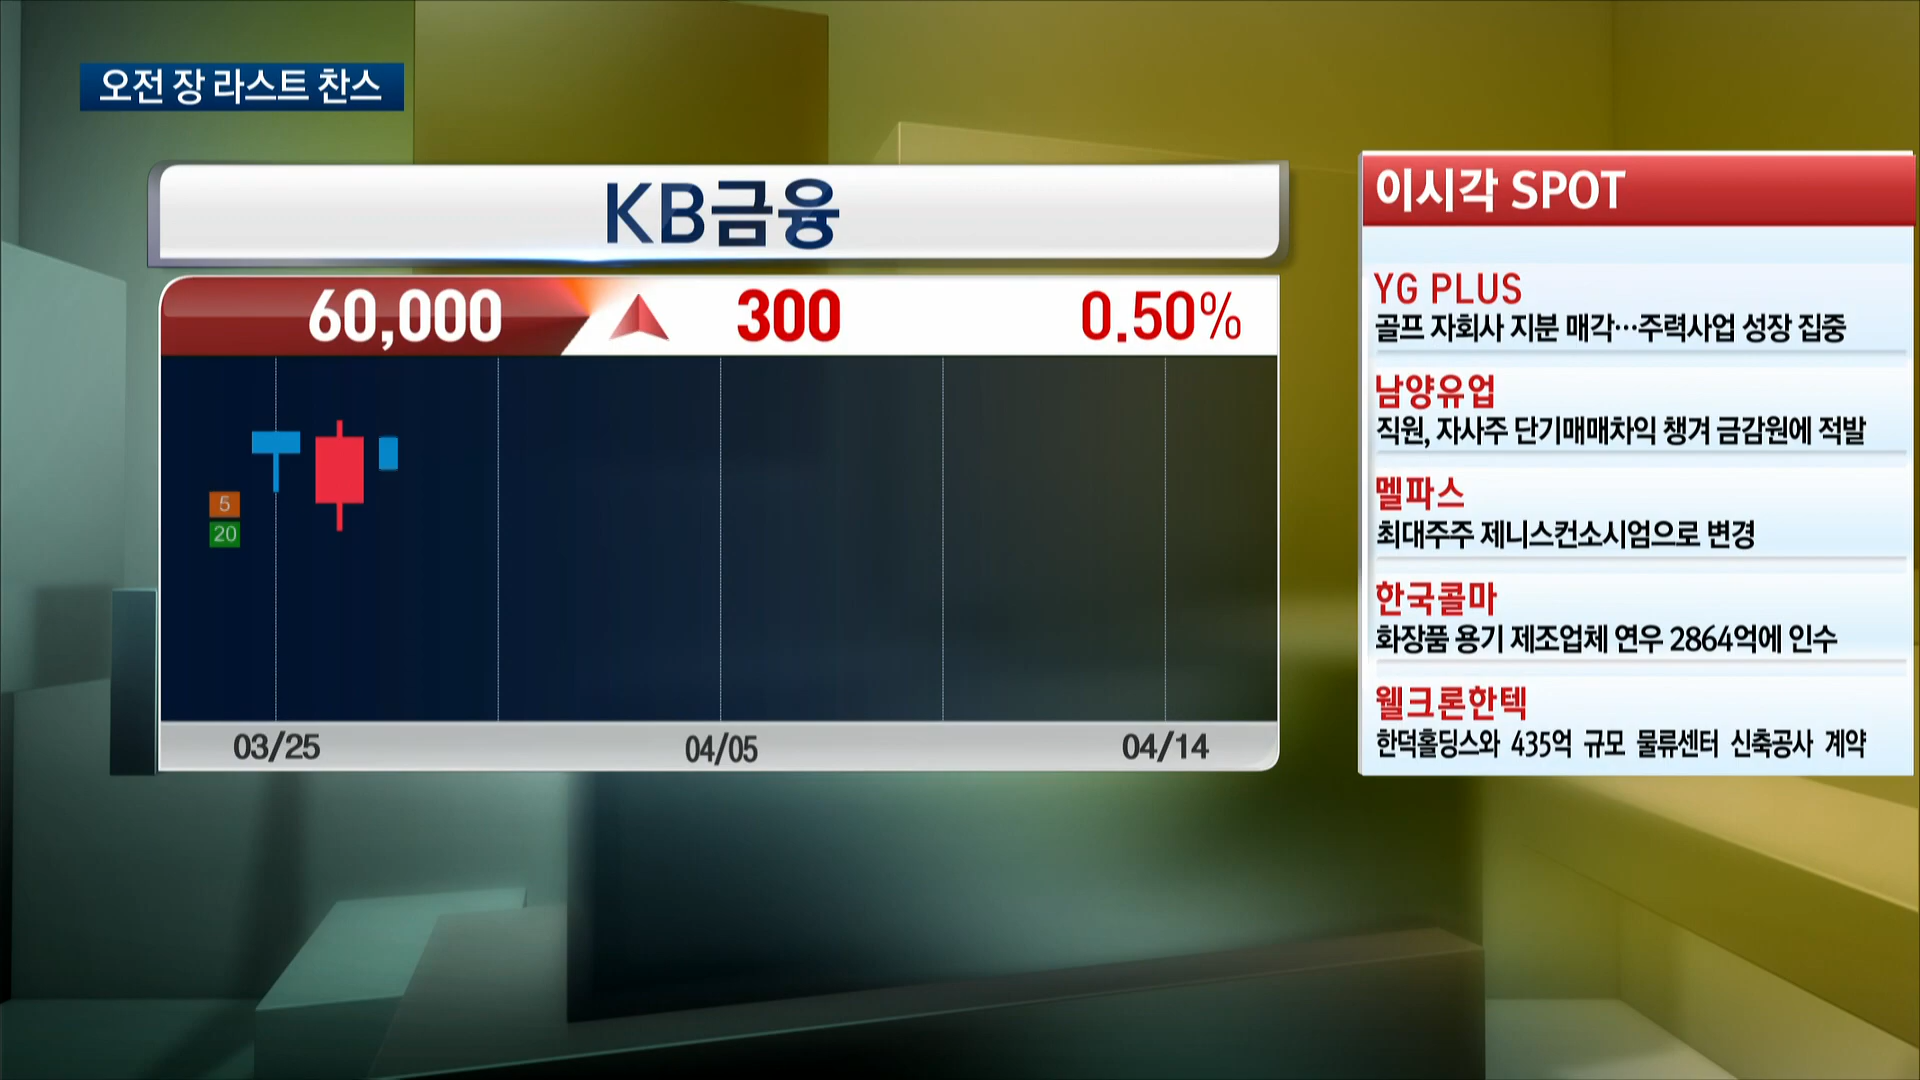 오전 장 라스트 찬스
KB금융
60,000 300 0.50%
5
20
03/25 04/05 04/14
이시각 SPOT
YG PLUS
골프 자회사 지분 매각…주력사업 성장 집중
남양유업
직원, 자사주 단기매매차익 챙겨 금감원에 적발
멜파스
최대주주 제니스컨소시엄으로 변경
한국콜마
화장품 용기 제조업체 연우 2864억에 인수
웰크론한텍
한덕홀딩스와 435억 규모 물류센터 신축공사 계약